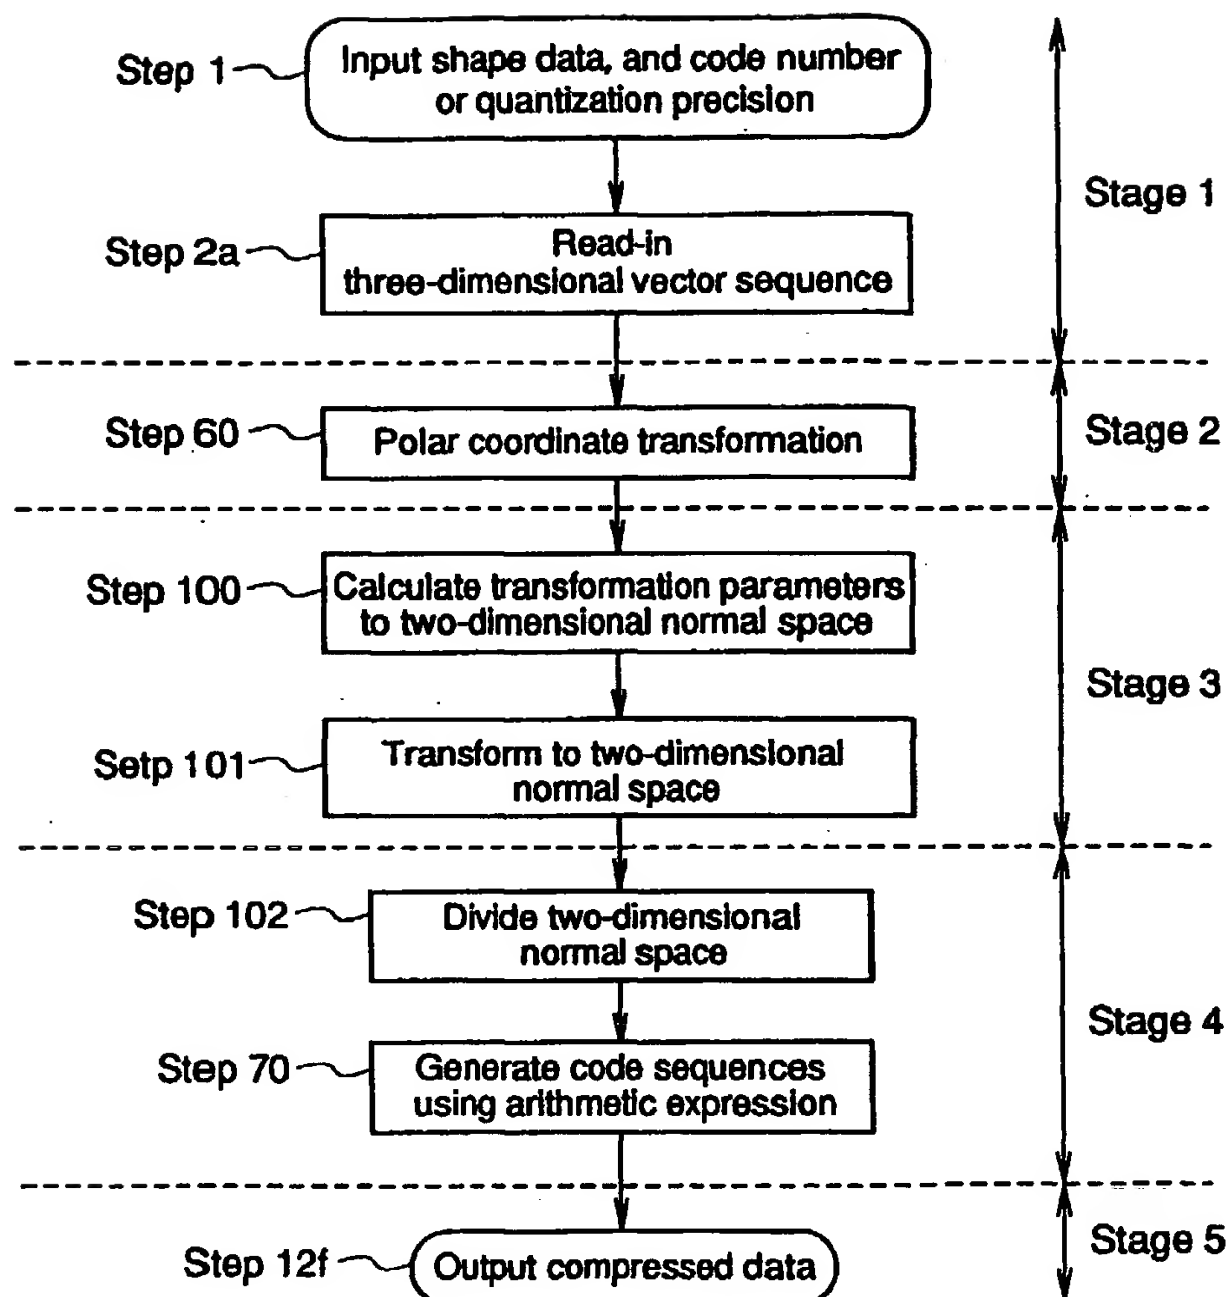 Step 1
Input shape data, and code number
or quantization precision
Stage 1
Step 2a
Read-in
three-dimensional vector sequence
Step 60
Polar coordinate transformation
Stage 2
Step 100
Calculate transformation parameters
to two-dimensional normal space
Stage 3
Setp 101
Transform to two-dimensional
normal space
Step 102
Divide two-dimensional
normal space
Stage 4
Step 70
Generate code sequences
using arithmetic expression
Step 12f
Output compressed data
Stage 5